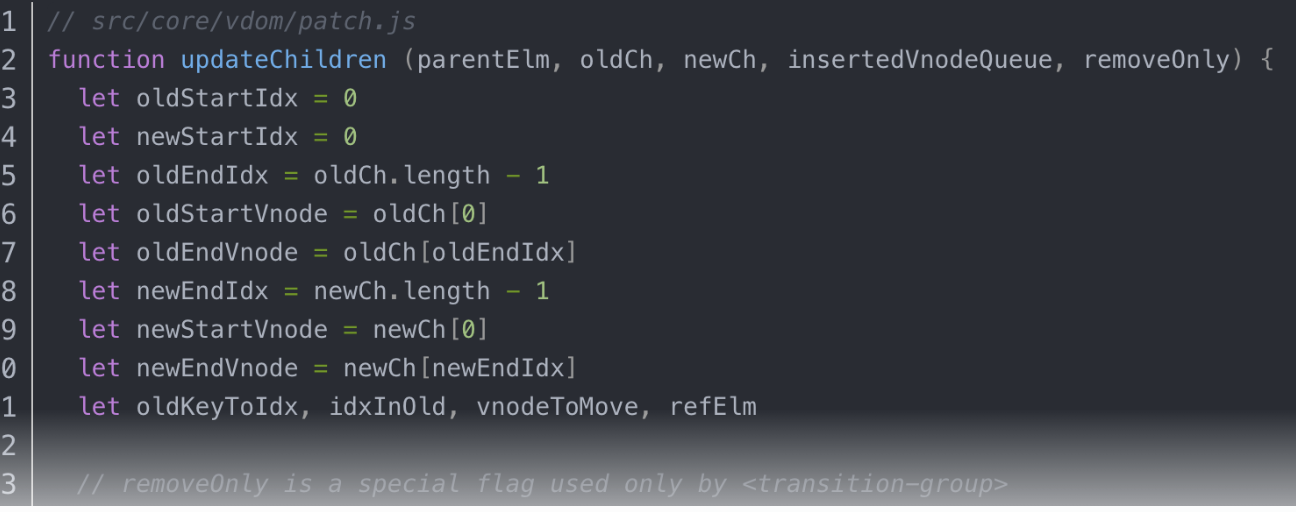 1 // src/core/vdom/patch.js
2 function updateChildren (parentElm, oldCh, newCh, insertedVnodeQueue, removeOnly) {
3   let oldStartIdx = 0
4   let newStartIdx = 0
5   let oldEndIdx = oldCh.length - 1
6   let oldStartVnode = oldCh[0]
7   let oldEndVnode = oldCh[oldEndIdx]
8   let newEndIdx = newCh.length - 1
9   let newStartVnode = newCh[0]
0   let newEndVnode = newCh[newEndIdx]
1   let oldKeyToIdx, idxInOld, vnodeToMove, refElm
2
3   // removeOnly is a special flag used only by <transition-group>